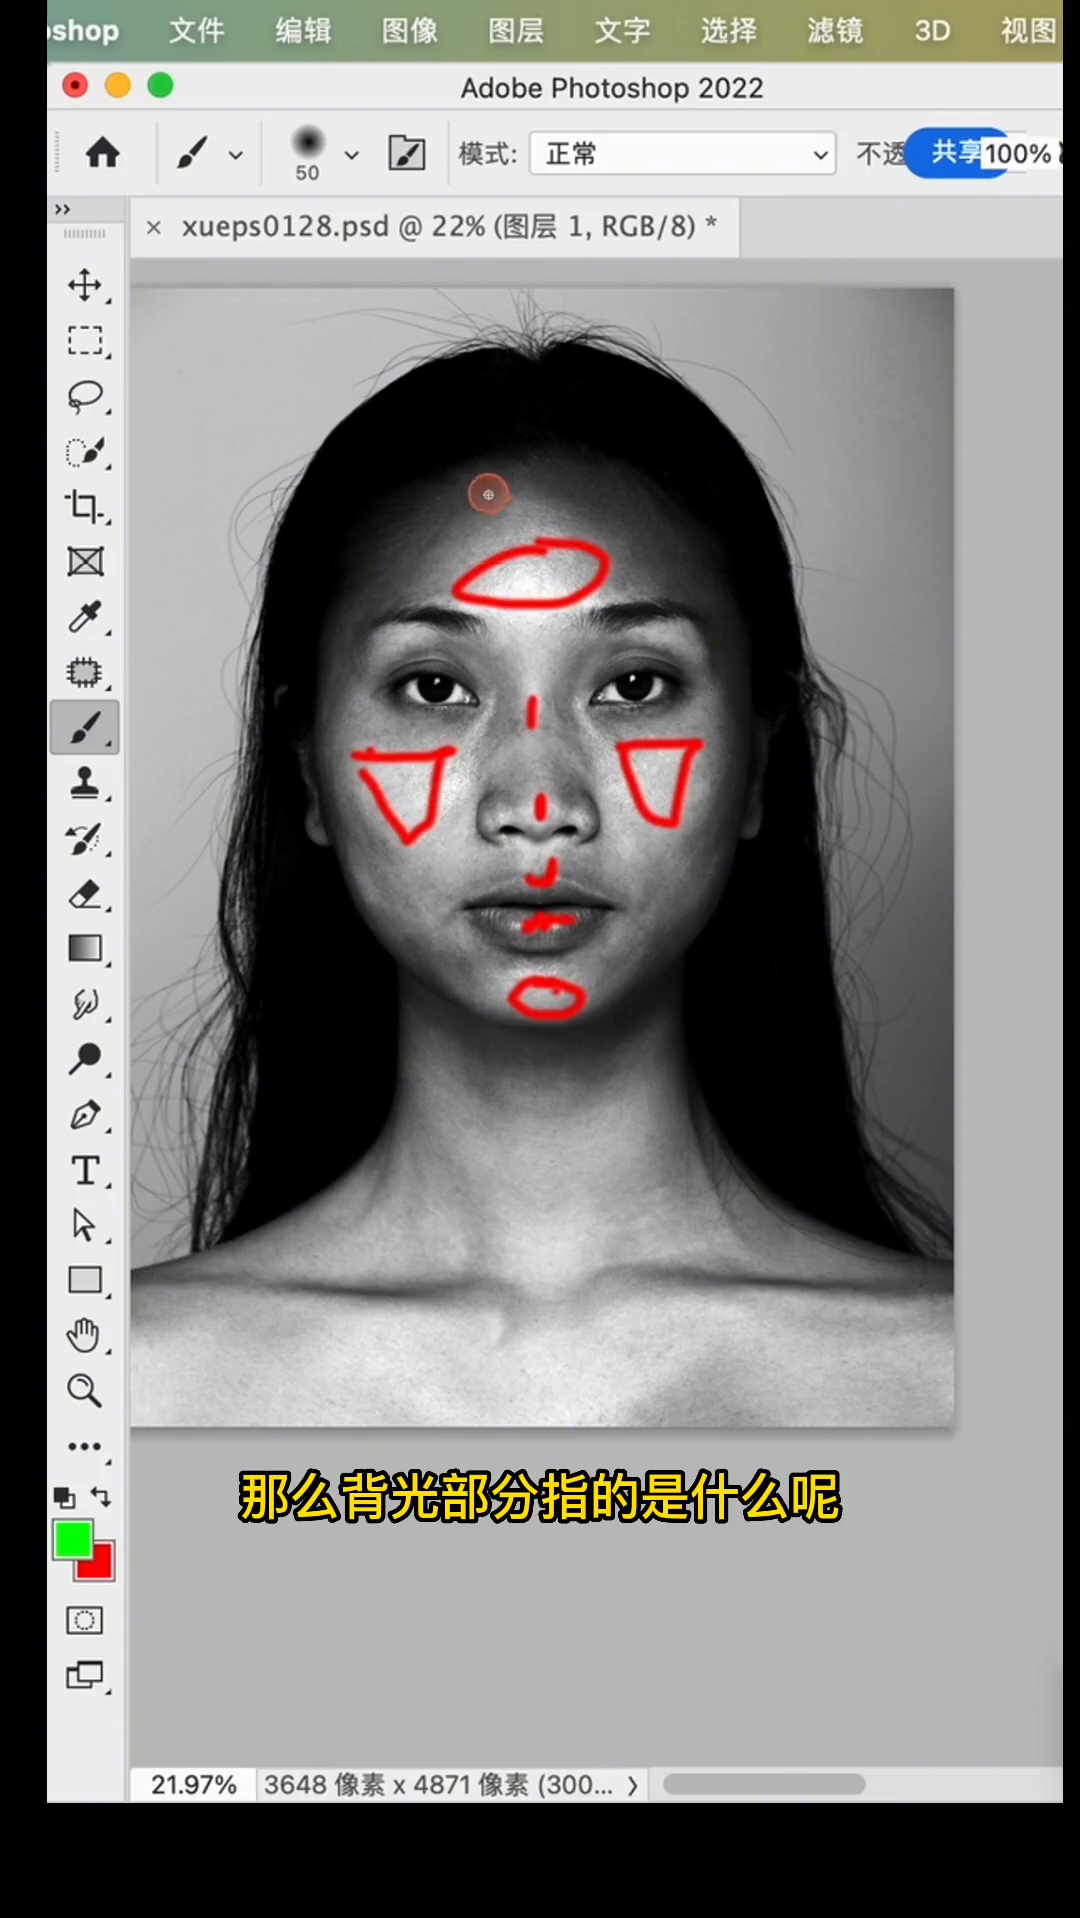 oshop 文件 编辑 图像 图层 文字 选择 滤镜 3D 视图
Adobe Photoshop 2022
50
模式: 正常 不透 共享 100%
xueps0128.psd @ 22% (图层 1, RGB/8) *
那么背光部分指的是什么呢
21.97% 3648 像素 x 4871 像素 (300...